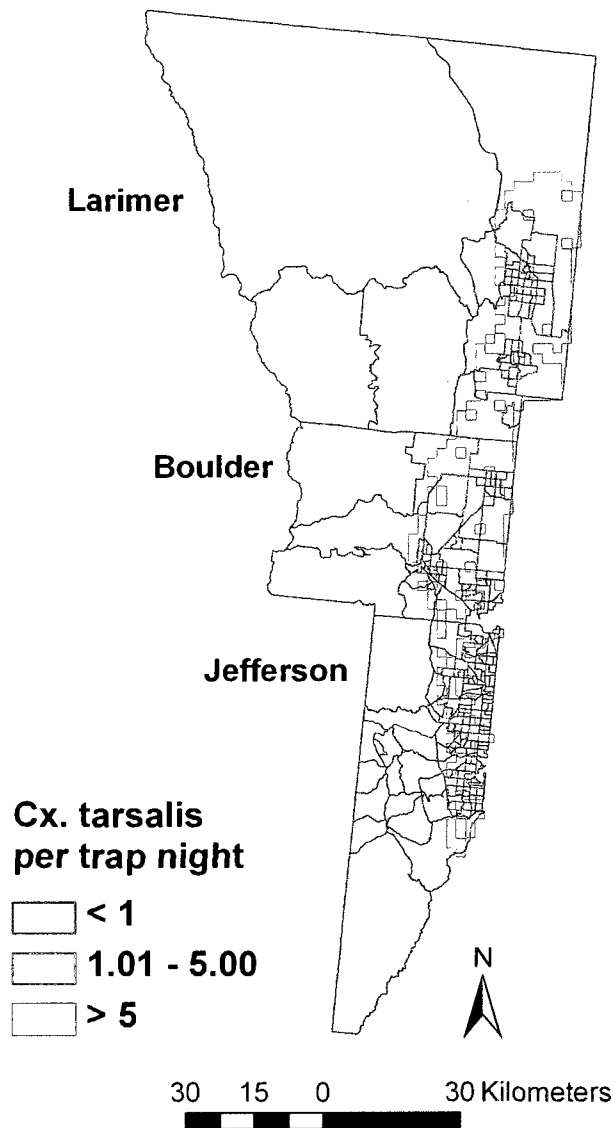 Larimer
Boulder
Jefferson
Cx. tarsalis
per trap night
< 1
1.01 - 5.00
> 5
N
30 15 0 30 Kilometers